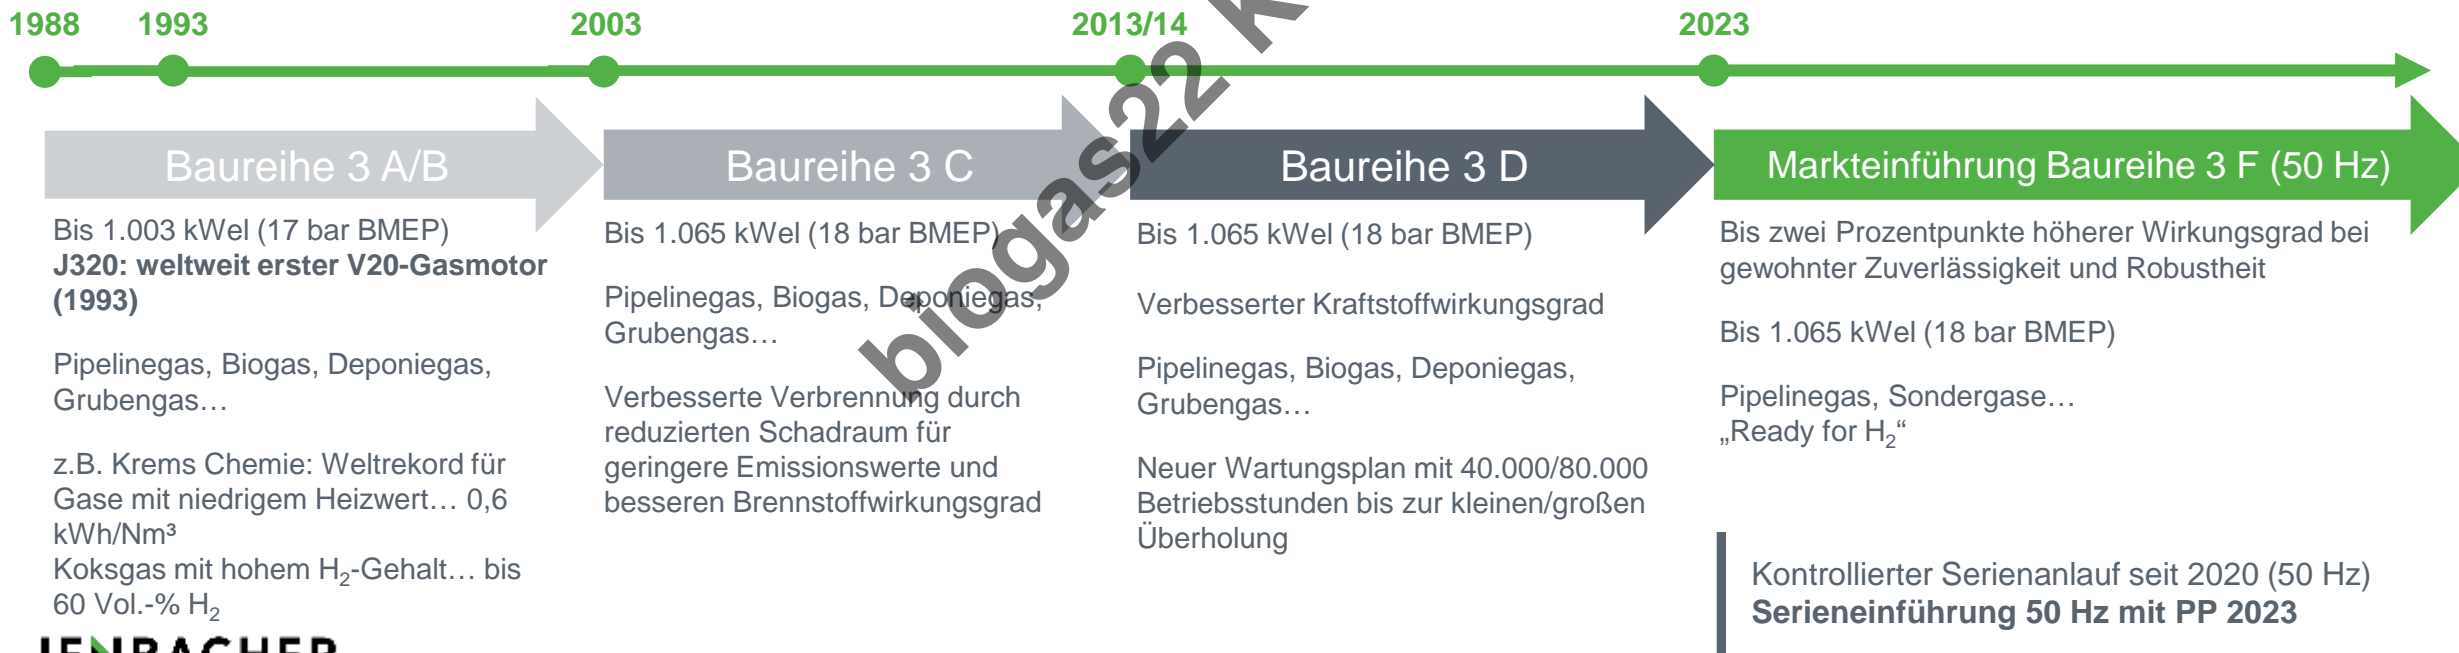 1988
1993
2003
2013/14
2023
Baureihe 3 A/B
Baureihe 3 C
Baureihe 3 D
Markteinführung Baureihe 3 F (50 Hz)
Bis 1.003 kWel (17 bar BMEP)
J320: weltweit erster V20-Gasmotor
(1993)
Pipelinegas, Biogas, Deponiegas,
Grubengas…
z.B. Krems Chemie: Weltrekord für
Gase mit niedrigem Heizwert… 0,6
kWh/Nm³
Koksgas mit hohem H₂-Gehalt… bis
60 Vol.-% H₂
Bis 1.065 kWel (18 bar BMEP)
Pipelinegas, Biogas, Deponiegas,
Grubengas…
Verbesserte Verbrennung durch
reduzierten Schadraum für
geringere Emissionswerte und
besseren Brennstoffwirkungsgrad
Bis 1.065 kWel (18 bar BMEP)
Verbesserter Kraftstoffwirkungsgrad
Pipelinegas, Biogas, Deponiegas,
Grubengas…
Neuer Wartungsplan mit 40.000/80.000
Betriebsstunden bis zur kleinen/großen
Überholung
Bis zwei Prozentpunkte höherer Wirkungsgrad bei
gewohnter Zuverlässigkeit und Robustheit
Bis 1.065 kWel (18 bar BMEP)
Pipelinegas, Sondergase…
„Ready for H₂“
Kontrollierter Serienanlauf seit 2020 (50 Hz)
Serieneinführung 50 Hz mit PP 2023
JENBACHER
biogas22 K